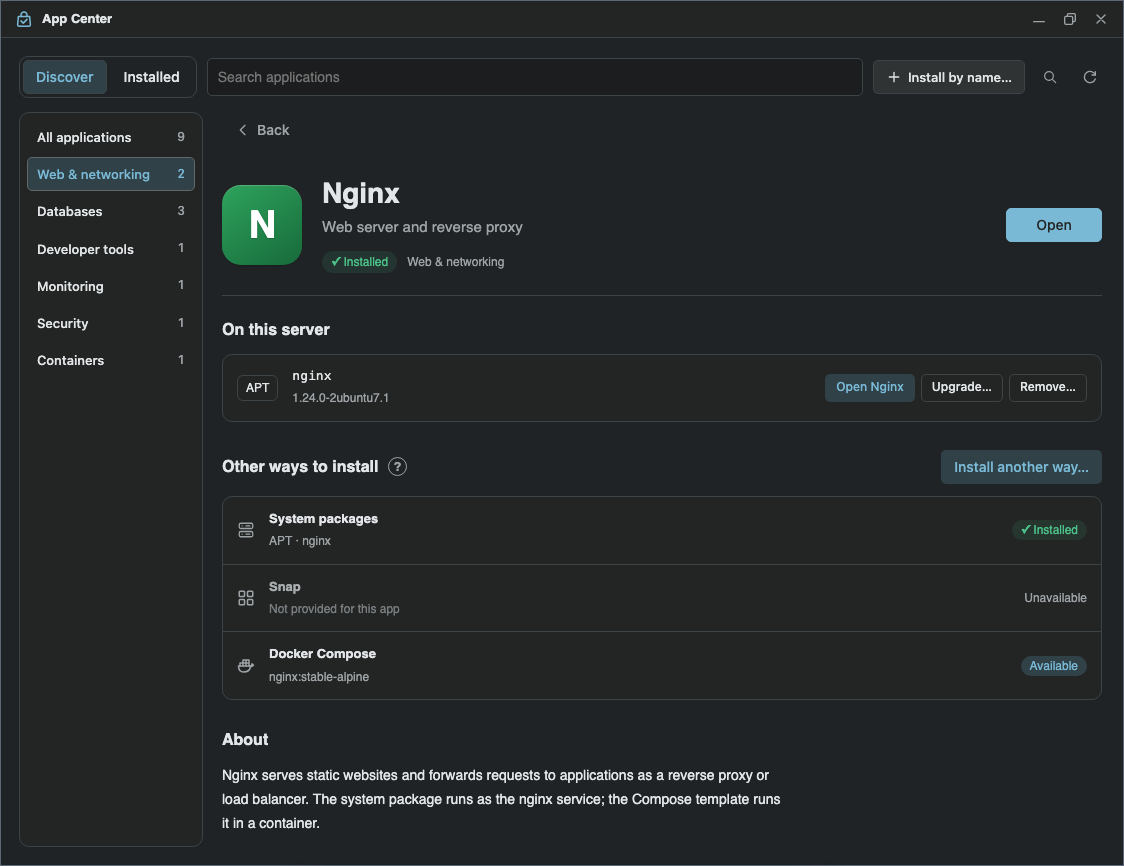 App Center
Discover
Installed
Search applications
+ Install by name...
All applications 9
Web & networking 2
Databases 3
Developer tools 1
Monitoring 1
Security 1
Containers 1
Back
N
Nginx
Web server and reverse proxy
✓ Installed
Web & networking
Open
On this server
APT
nginx
1.24.0-2ubuntu7.1
Open Nginx
Upgrade...
Remove...
Other ways to install ?
Install another way...
System packages
APT · nginx
✓ Installed
Snap
Not provided for this app
Unavailable
Docker Compose
nginx:stable-alpine
Available
About
Nginx serves static websites and forwards requests to applications as a reverse proxy or
load balancer. The system package runs as the nginx service; the Compose template runs
it in a container.